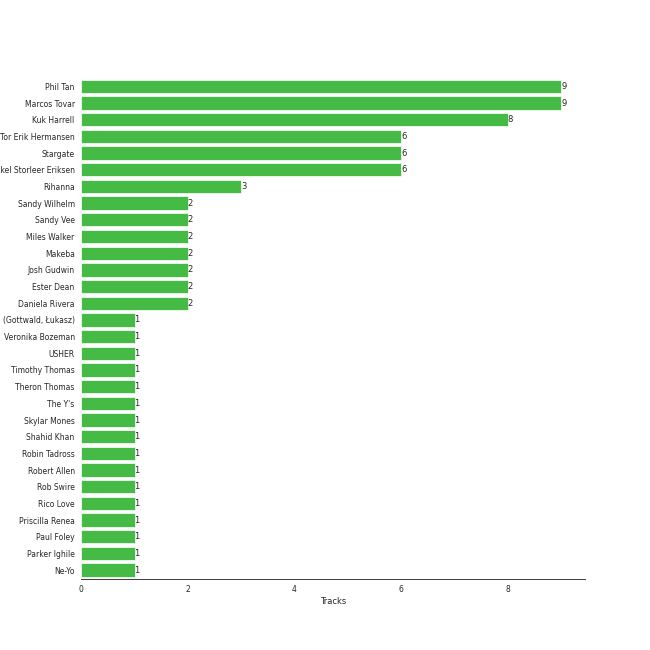 Phil Tan 9
Marcos Tovar 9
Kuk Harrell 8
Tor Erik Hermansen 6
Stargate 6
kel Storleer Eriksen 6
Rihanna 3
Sandy Wilhelm 2
Sandy Vee 2
Miles Walker 2
Makeba 2
Josh Gudwin 2
Ester Dean 2
Daniela Rivera 2
(Gottwald, Łukasz) 1
Veronika Bozeman 1
USHER 1
Timothy Thomas 1
Theron Thomas 1
The Y's 1
Skylar Mones 1
Shahid Khan 1
Robin Tadross 1
Robert Allen 1
Rob Swire 1
Rico Love 1
Priscilla Renea 1
Paul Foley 1
Parker Ighile 1
Ne-Yo 1
0 2 4 6 8
Tracks